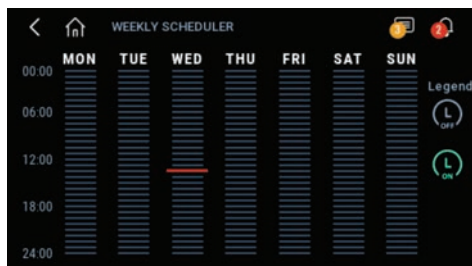 WEEKLY SCHEDULER
3
2
MON TUE WED THU FRI SAT SUN
00:00
Legend
06:00
L
OFF
12:00
L
ON
18:00
24:00